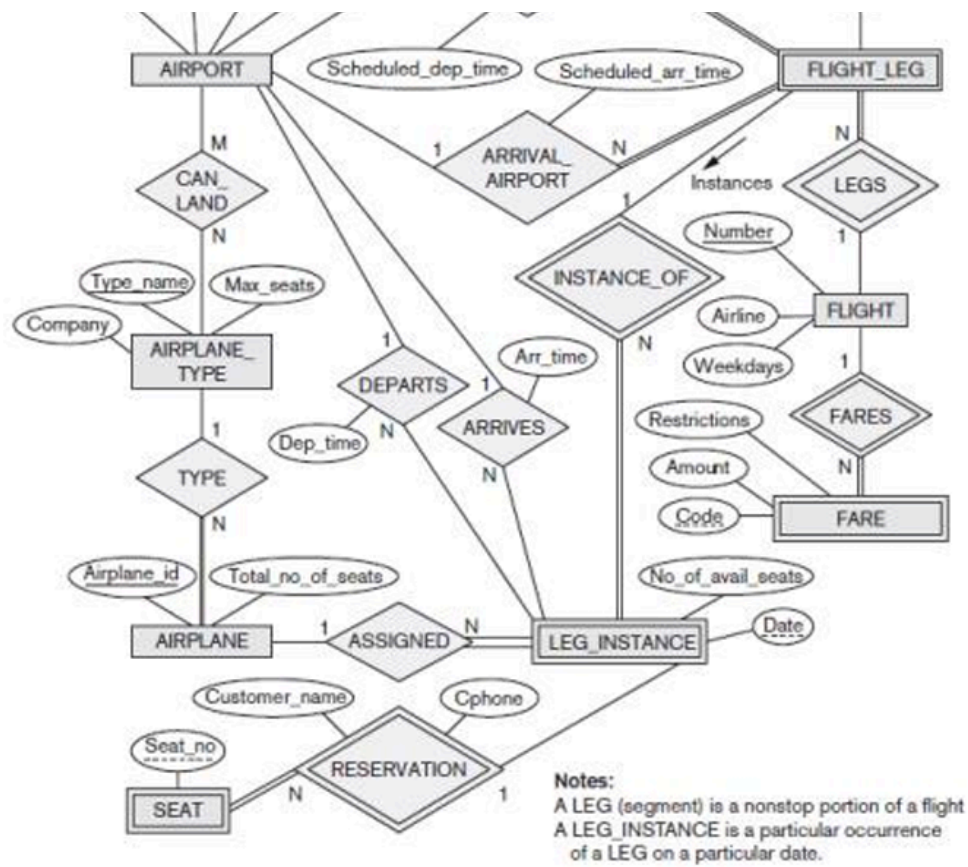 AIRPORT
Scheduled_dep_time
Scheduled_arr_time
FLIGHT_LEG
M
1
ARRIVAL_
AIRPORT
N
N
CAN_
LAND
Instances
LEGS
N
1
1
Number
INSTANCE_OF
Type_name
Max_seats
Company
AIRPLANE_
TYPE
Airline
FLIGHT
N
Weekdays
1
Arr_time
1
DEPARTS
1
1
Restrictions
FARES
Dep_time
N
ARRIVES
TYPE
N
N
Amount
N
Code
FARE
Airplane_id
Total_no_of_seats
No_of_avail_seats
AIRPLANE
1
ASSIGNED
N
LEG_INSTANCE
Date
Customer_name
Cphone
Seat_no
RESERVATION
SEAT
N
1
Notes:
A LEG (segment) is a nonstop portion of a flight
A LEG_INSTANCE is a particular occurrence
of a LEG on a particular date.